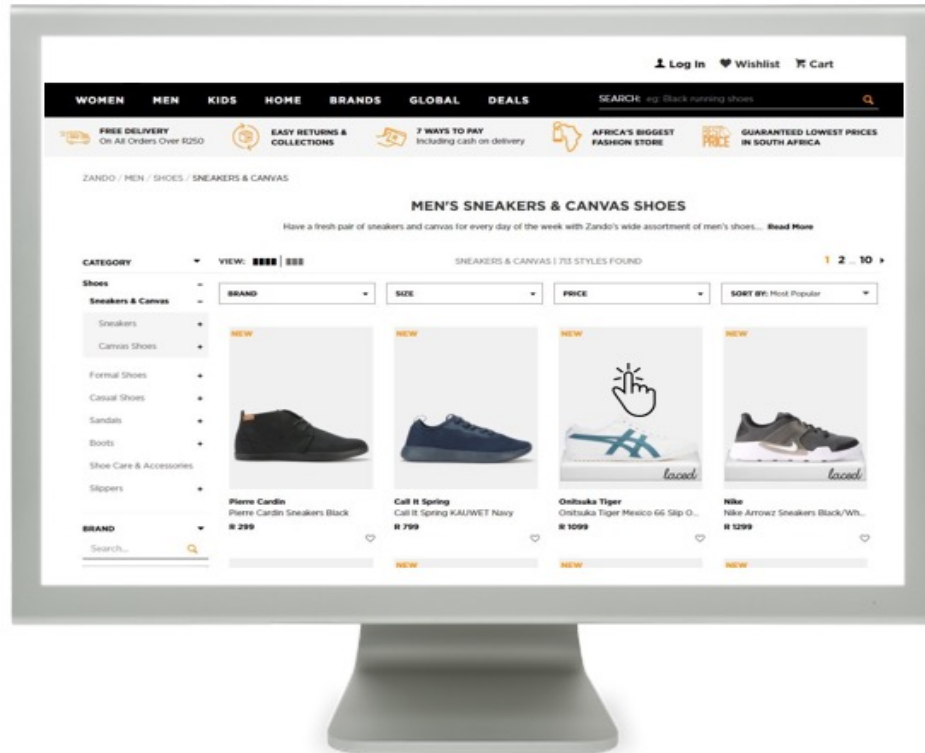 Log In Wishlist Cart
WOMEN MEN KIDS HOME BRANDS GLOBAL DEALS SEARCH: eg: Black running shoes
FREE DELIVERY
On All Orders Over R250
EASY RETURNS &
COLLECTIONS
7 WAYS TO PAY
Including cash on delivery
AFRICA'S BIGGEST
FASHION STORE
BEST PRICE
GUARANTEED LOWEST PRICES
IN SOUTH AFRICA
ZANDO / MEN / SHOES / SNEAKERS & CANVAS
MEN'S SNEAKERS & CANVAS SHOES
Have a fresh pair of sneakers and canvas for every day of the week with Zando's wide assortment of men's shoes... Read More
CATEGORY
VIEW:
SNEAKERS & CANVAS | 713 STYLES FOUND
1 2 .. 10
Shoes
Sneakers & Canvas
Sneakers
Canvas Shoes
Formal Shoes
Casual Shoes
Sandals
Boots
Shoe Care & Accessories
Slippers
BRAND
Search...
BRAND SIZE PRICE SORT BY: Most Popular
NEW NEW NEW NEW
laced laced
Pierre Cardin
Pierre Cardin Sneakers Black
R 299
Call It Spring
Call It Spring KAUWET Navy
R 799
Onitsuka Tiger
Onitsuka Tiger Mexico 66 Slip O...
R 1099
Nike
Nike Arrowz Sneakers Black/Wh...
R 1299
NEW NEW NEW